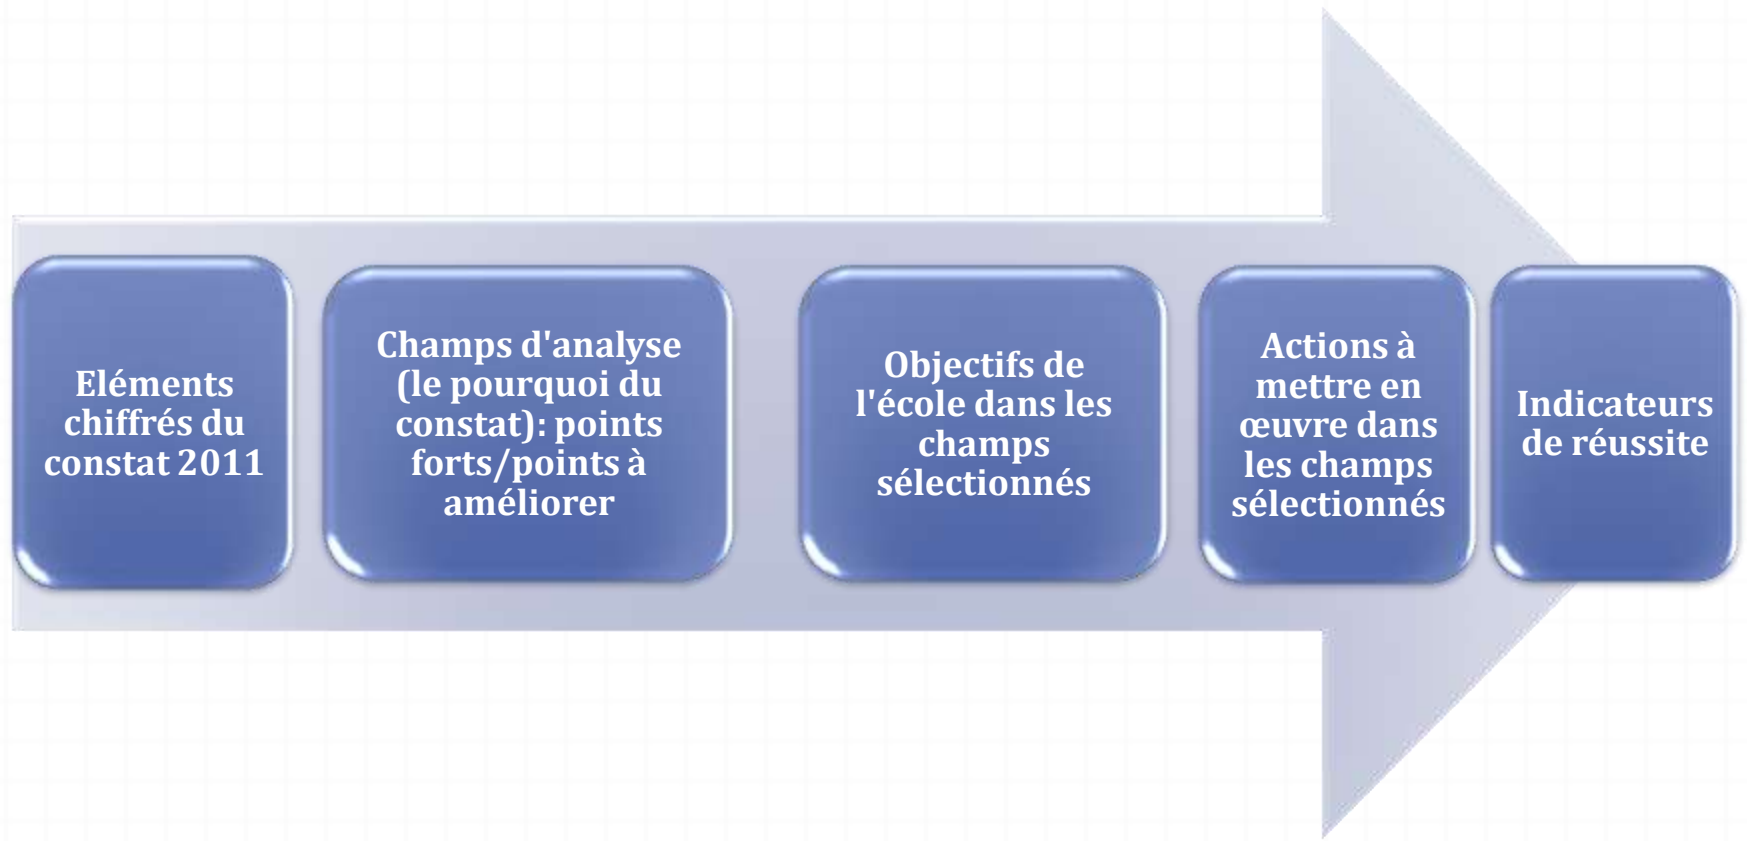 Eléments
chiffrés du
constat 2011
Champs d'analyse
(le pourquoi du
constat): points
forts/points à
améliorer
Objectifs de
l'école dans les
champs
sélectionnés
Actions à
mettre en
œuvre dans
les champs
sélectionnés
Indicateurs
de réussite